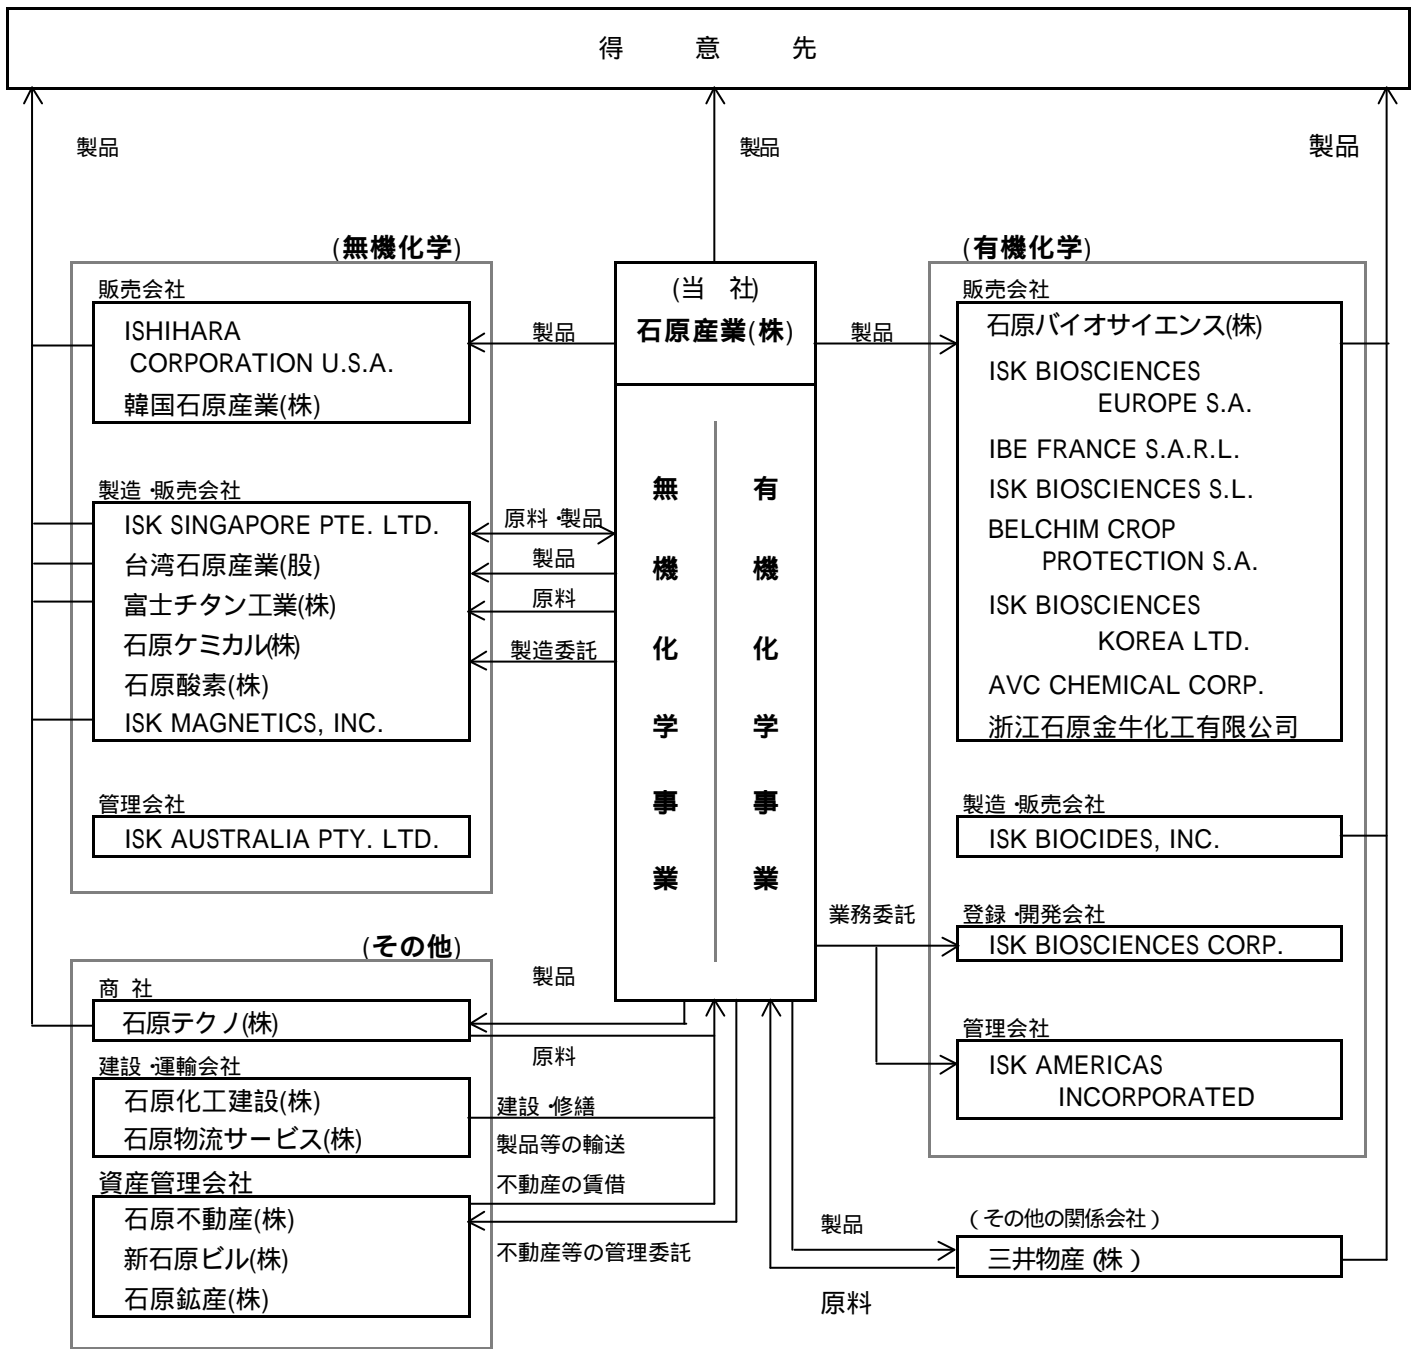 得 意 先
製品
製品
製品
(無機化学)
販売会社
ISHIHARA
CORPORATION U.S.A.
韓国石原産業(株)
製造・販売会社
ISK SINGAPORE PTE. LTD.
台湾石原産業(股)
富士チタン工業(株)
石原ケミカル(株)
石原酸素(株)
ISK MAGNETICS, INC.
管理会社
ISK AUSTRALIA PTY. LTD.
(その他)
商 社
石原テクノ(株)
建設・運輸会社
石原化工建設(株)
石原物流サービス(株)
資産管理会社
石原不動産(株)
新石原ビル(株)
石原鉱産(株)
製品
原料・製品
製品
原料
製造委託
製品
原料
建設・修繕
製品等の輸送
不動産の賃借
不動産等の管理委託
(当 社)
石原産業(株)
無機化学事業
有機化学事業
製品
業務委託
製品
原料
(有機化学)
販売会社
石原バイオサイエンス(株)
ISK BIOSCIENCES
EUROPE S.A.
IBE FRANCE S.A.R.L.
ISK BIOSCIENCES S.L.
BELCHIM CROP
PROTECTION S.A.
ISK BIOSCIENCES
KOREA LTD.
AVC CHEMICAL CORP.
浙江石原金牛化工有限公司
製造・販売会社
ISK BIOCIDES, INC.
登録・開発会社
ISK BIOSCIENCES CORP.
管理会社
ISK AMERICAS
INCORPORATED
(その他の関係会社)
三井物産(株)